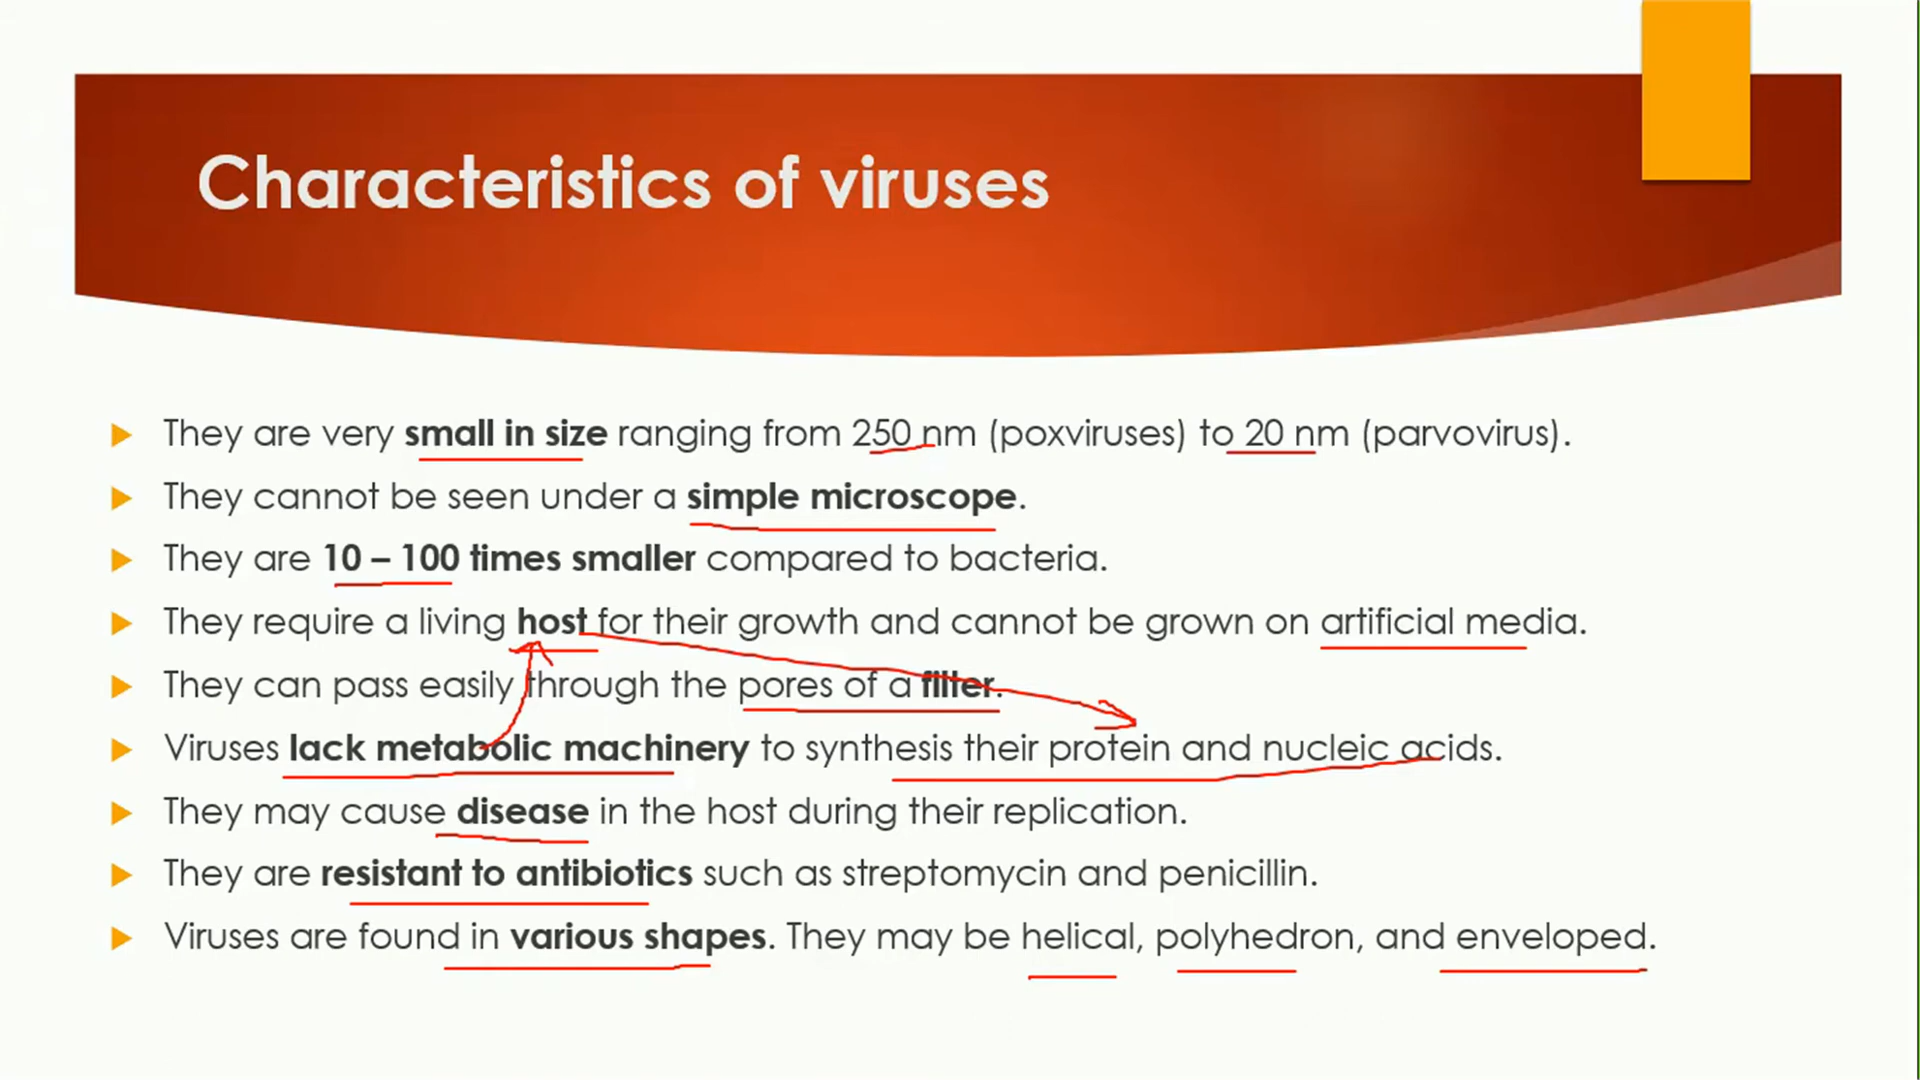 Characteristics of viruses
They are very small in size ranging from 250 nm (poxviruses) to 20 nm (parvovirus).
They cannot be seen under a simple microscope.
They are 10 – 100 times smaller compared to bacteria.
They require a living host for their growth and cannot be grown on artificial media.
They can pass easily through the pores of a filter.
Viruses lack metabolic machinery to synthesis their protein and nucleic acids.
They may cause disease in the host during their replication.
They are resistant to antibiotics such as streptomycin and penicillin.
Viruses are found in various shapes. They may be helical, polyhedron, and enveloped.